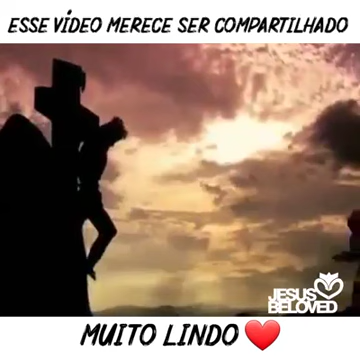 ESSE VÍDEO MERECE SER COMPARTILHADO
JESUS
BELOVED
MUITO LINDO ❤️